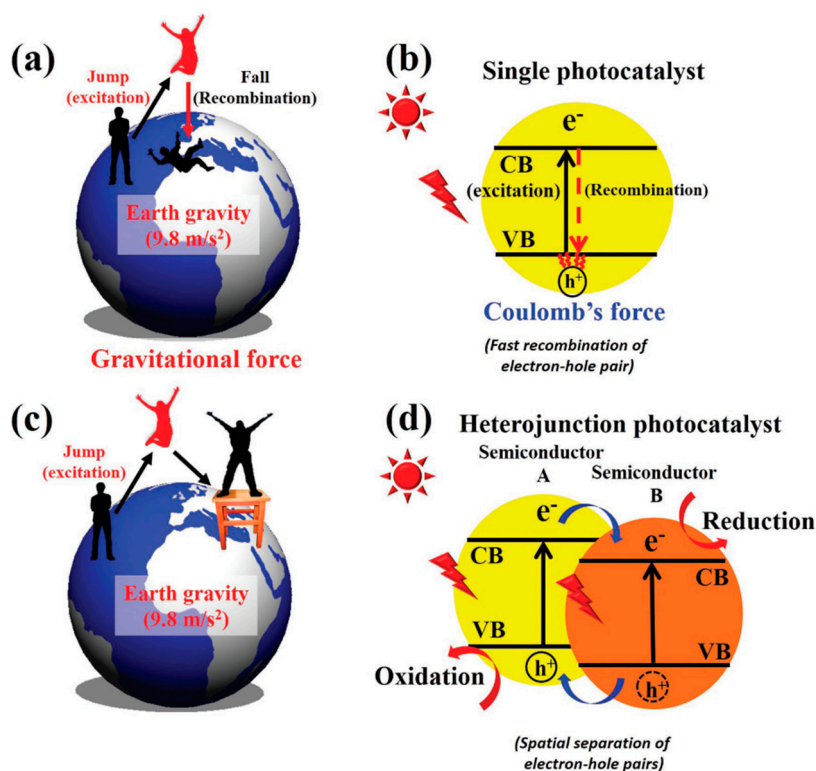 (a)
Jump
(excitation)
Fall
(Recombination)
Earth gravity
(9.8 m/s²)
Gravitational force
(b)
Single photocatalyst
e⁻
CB
(excitation)
(Recombination)
VB
h⁺
Coulomb's force
(Fast recombination of
electron-hole pair)
(c)
Jump
(excitation)
Earth gravity
(9.8 m/s²)
(d)
Heterojunction photocatalyst
Semiconductor
A
Semiconductor
B
e⁻
Reduction
e⁻
CB
CB
VB
VB
Oxidation
h⁺
h⁺
(Spatial separation of
electron-hole pairs)